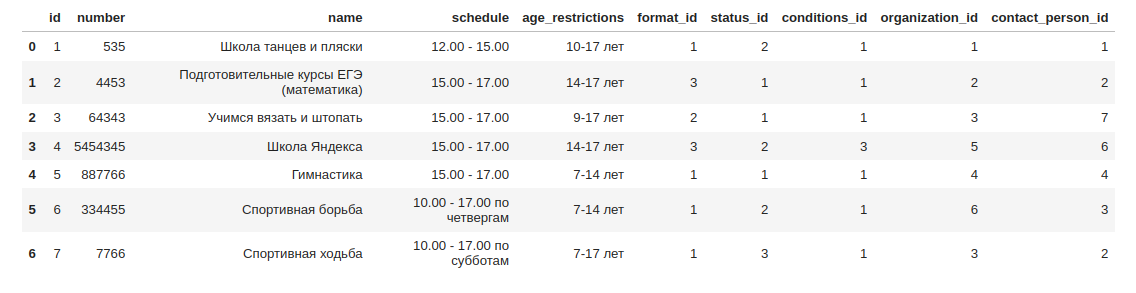 id number name schedule age_restrictions format_id status_id conditions_id organization_id contact_person_id
0 1 535 Школа танцев и пляски 12.00 - 15.00 10-17 лет 1 2 1 1 1
1 2 4453 Подготовительные курсы ЕГЭ (математика) 15.00 - 17.00 14-17 лет 3 1 1 2 2
2 3 64343 Учимся вязать и штопать 15.00 - 17.00 9-17 лет 2 1 1 3 7
3 4 5454345 Школа Яндекса 15.00 - 17.00 14-17 лет 3 2 3 5 6
4 5 887766 Гимнастика 15.00 - 17.00 7-14 лет 1 1 1 4 4
5 6 334455 Спортивная борьба 10.00 - 17.00 по четвергам 7-14 лет 1 2 1 6 3
6 7 7766 Спортивная ходьба 10.00 - 17.00 по субботам 7-17 лет 1 3 1 3 2